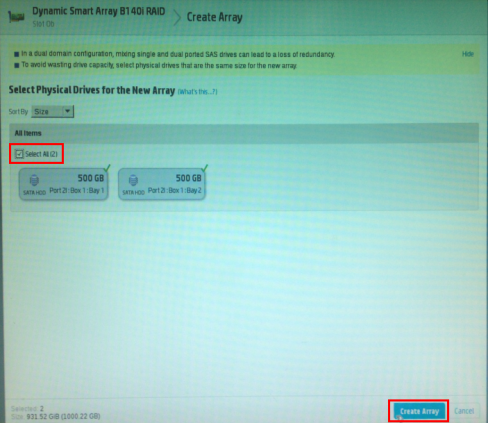 Dynamic Smart Array B140i RAID
Slot 0b
Create Array
In a dual domain configuration, mixing single and dual ported SAS drives can lead to a loss of redundancy.
Hide
To avoid wasting drive capacity, select physical drives that are the same size for the new array.
Select Physical Drives for the New Array (What's this...?)
Sort By Size
All Items
Select All (2)
500 GB
SATA HDD Port 2I : Box 1 : Bay 1
500 GB
SATA HDD Port 2I : Box 1 : Bay 2
Selected: 2
Size: 931.52 GiB (1000.22 GB)
Create Array
Cancel